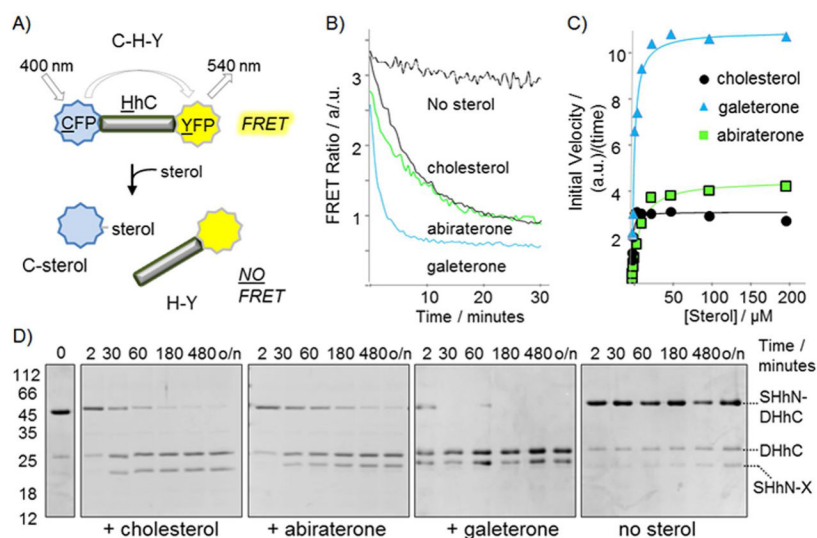 A)
C-H-Y
400 nm
540 nm
CFP
HhC
YFP
FRET
sterol
sterol
C-sterol
H-Y
NO
FRET
B)
FRET Ratio / a/.u.
3
2
1
No sterol
cholesterol
abiraterone
galeterone
10 20 30
Time / minutes
C)
Initial Velocity /
(a.u.)/(time)
10
8
6
4
2
cholesterol
galeterone
abiraterone
0 50 100 150 200
[Sterol] / µM
D)
0 2 30 60 180 480 o/n 2 30 60 180 480 o/n 2 30 60 180 480 o/n 2 30 60 180 480 o/n Time /
minutes
112
66
45
35
25
18
12
SHhN-
DHhC
DHhC
SHhN-X
+ cholesterol + abiraterone + galeterone no sterol